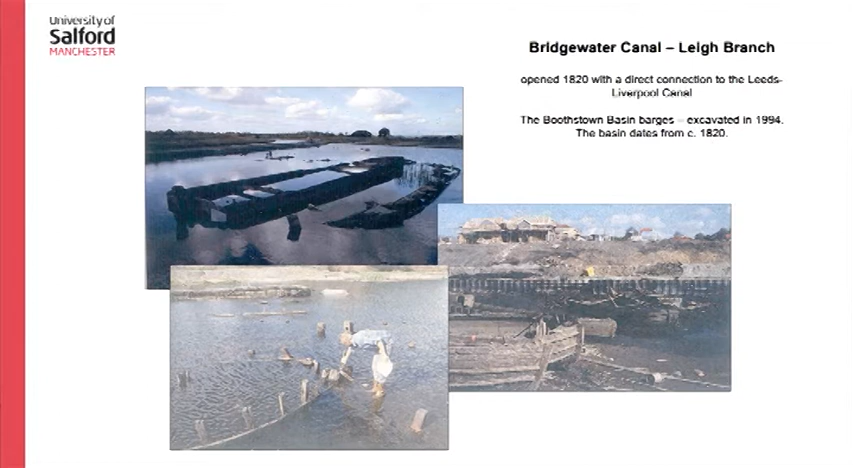 University of
Salford
MANCHESTER
Bridgewater Canal – Leigh Branch
opened 1820 with a direct connection to the Leeds-
Liverpool Canal
The Boothstown Basin barges – excavated in 1994.
The basin dates from c. 1820.